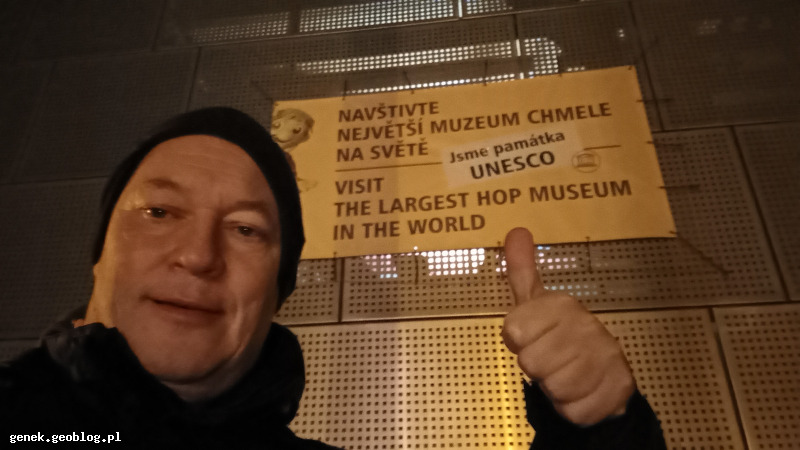 NAVŠTIVTE
NEJVĚTŠÍ MUZEUM CHMELE
NA SVĚTĚ
Jsme památka
UNESCO
VISIT
THE LARGEST HOP MUSEUM
IN THE WORLD
genek.geoblog.pl